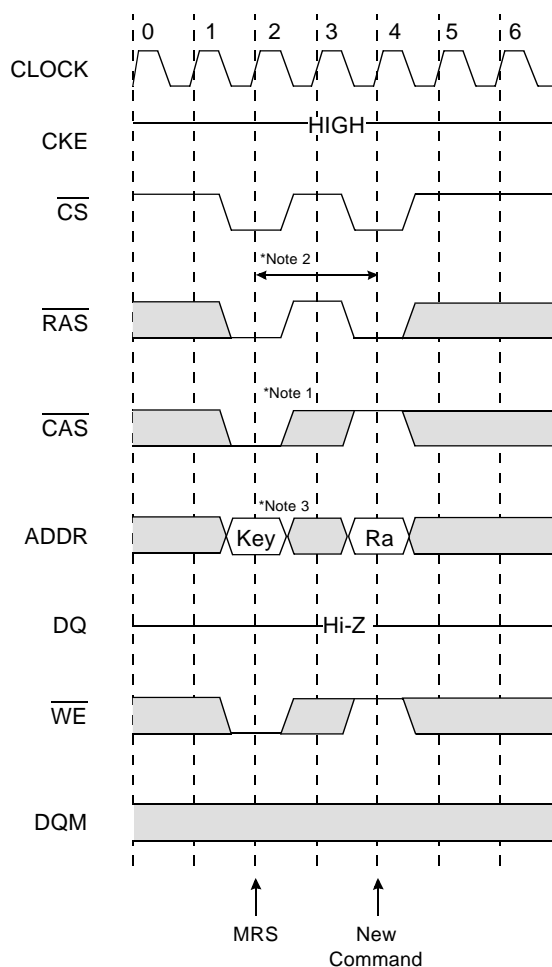 0 1 2 3 4 5 6
CLOCK
CKE
HIGH
CS
*Note 2
RAS
*Note 1
CAS
*Note 3
ADDR
Key
Ra
DQ
Hi-Z
WE
DQM
MRS
New
Command